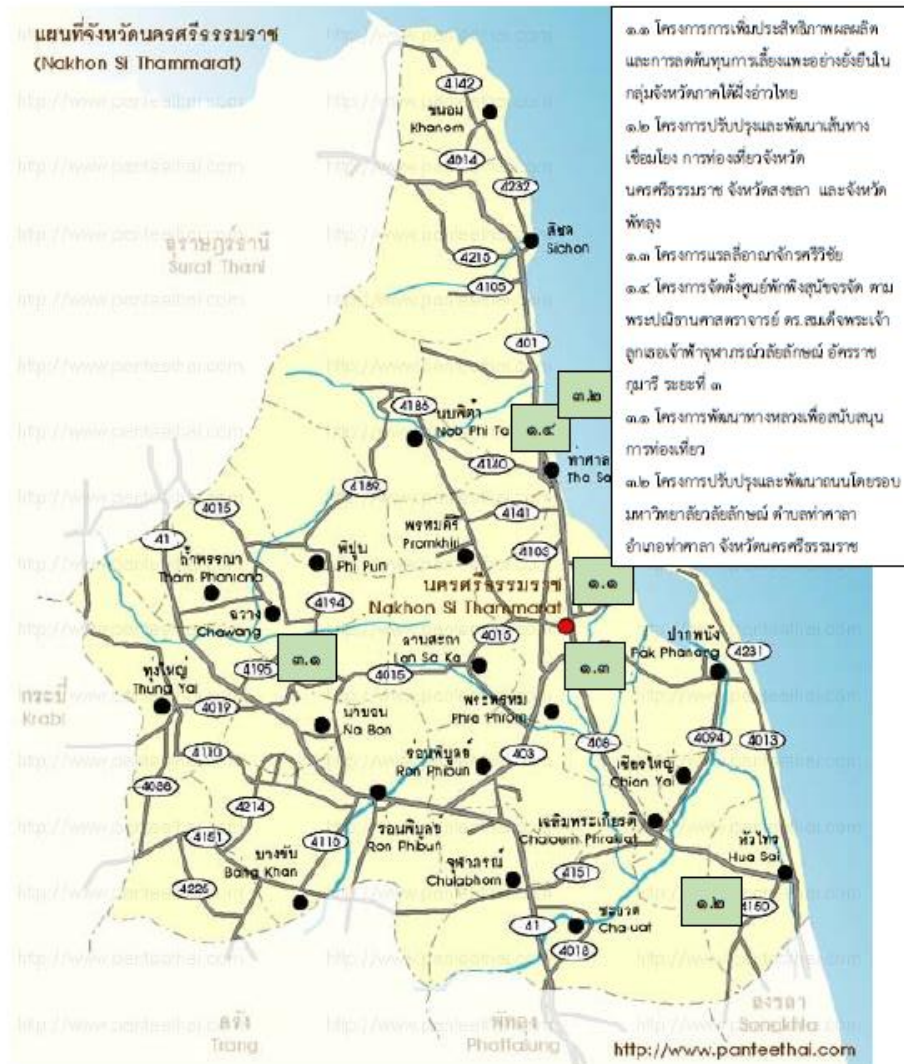 แผนที่จังหวัดนครศรีธรรมราช
(Nakhon Si Thammarat)
๑.๑ โครงการการเพิ่มประสิทธิภาพผลผลิต
และการลดต้นทุนการเลี้ยงแพะอย่างยั่งยืนใน
กลุ่มจังหวัดภาคใต้ฝั่งอ่าวไทย
๑.๒ โครงการปรับปรุงและพัฒนาเส้นทาง
เชื่อมโยง การท่องเที่ยวจังหวัด
นครศรีธรรมราช จังหวัดสงขลา และจังหวัด
พัทลุง
๑.๓ โครงการแรลลี่อาณาจักรศรีวิชัย
๑.๔ โครงการจัดตั้งศูนย์พักพิงสุนัขจรจัด ตาม
พระปณิธานศาสตราจารย์ ดร.สมเด็จพระเจ้า
ลูกเธอเจ้าฟ้าจุฬาภรณ์วลัยลักษณ์ อัครราช
กุมารี ระยะที่ ๓
๓.๑ โครงการพัฒนาทางหลวงเพื่อสนับสนุน
การท่องเที่ยว
๓.๒ โครงการปรับปรุงและพัฒนาถนนโดยรอบ
มหาวิทยาลัยวลัยลักษณ์ ตำบลท่าศาลา
อำเภอท่าศาลา จังหวัดนครศรีธรรมราช
4142
ขนอม
Khanom
4014
4232
สิชล
Sichon
สุราษฎร์ธานี
Surat Thani
4215
4105
401
๓.๒
4186
นบพิตำ
Nob Phi Ta
๑.๔
4140
ท่าศาล
Tha Sa
4189
4015
41
4141
พรหมคีรี
Promkhiri
4103
ถ้ำพรรณา
Tham Phanrana
พิปูน
Phi Pun
๑.๑
นครศรีธรรมราช
Nakhon Si Thammarat
4194
ฉวาง
Chawang
ลานสะกา
Lan Sa Ka
4015
ปากพนัง
Pak Phanang
4231
๓.๑
๑.๓
4195
4015
ทุ่งใหญ่
Thung Yai
กระบี่
Krabi
4019
นาบอน
Na Bon
พระพรหม
Phra Phrom
4110
ร่อนพิบูลย์
Ron Phibun
403
408
4094
4013
เชียรใหญ่
Chian Yai
4038
4214
4151
4110
รอนพิบูลย์
Ron Phibun
เฉลิมพระเกียรติ
บางขัน
Bang Khan
จุฬาภรณ์
Chulabhorn
4151
หัวไทร
Hua Sai
4225
๑.๒
41
ชะอวด
Cha-uat
4018
ตรัง
Trang
พัทลุง
Phattalung
สงขลา
Songkhla
http://www.panteethai.com